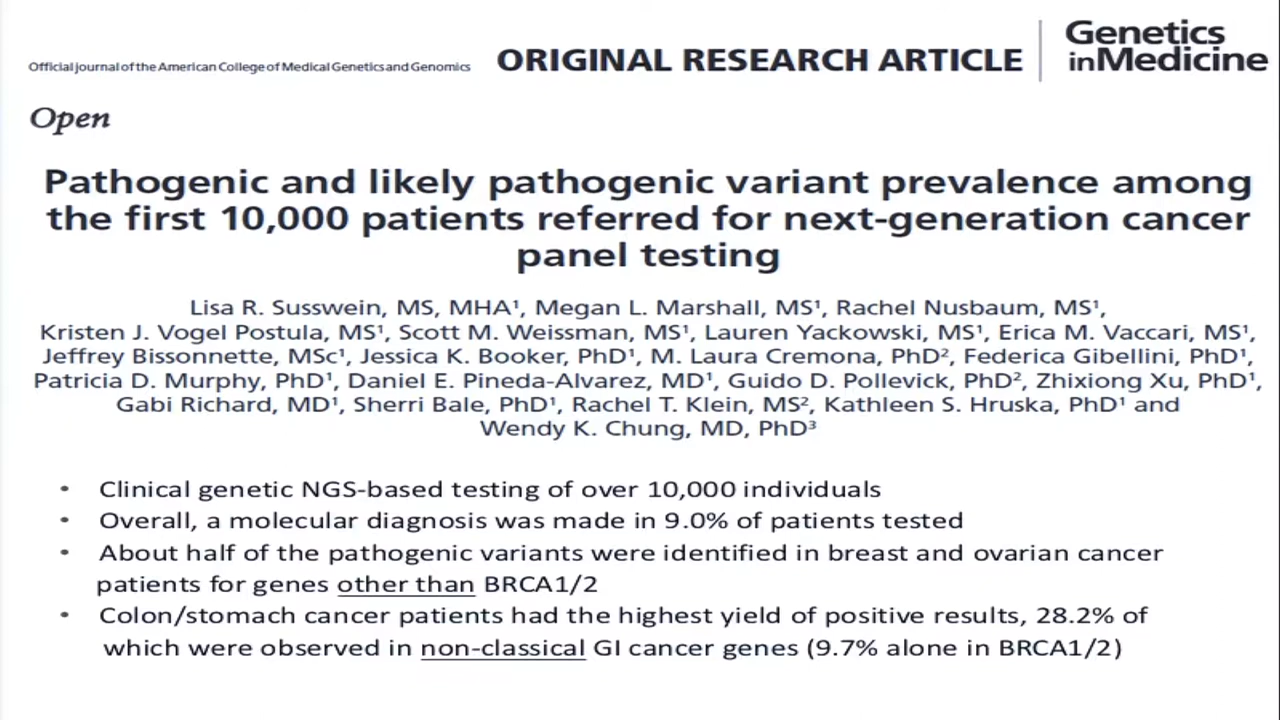 Official journal of the American College of Medical Genetics and Genomics
ORIGINAL RESEARCH ARTICLE
Genetics
inMedicine
Open
Pathogenic and likely pathogenic variant prevalence among
the first 10,000 patients referred for next-generation cancer
panel testing
Lisa R. Susswein, MS, MHA¹, Megan L. Marshall, MS¹, Rachel Nusbaum, MS¹,
Kristen J. Vogel Postula, MS¹, Scott M. Weissman, MS¹, Lauren Yackowski, MS¹, Erica M. Vaccari, MS¹,
Jeffrey Bissonnette, MSc¹, Jessica K. Booker, PhD¹, M. Laura Cremona, PhD², Federica Gibellini, PhD¹,
Patricia D. Murphy, PhD¹, Daniel E. Pineda-Alvarez, MD¹, Guido D. Pollevick, PhD², Zhixiong Xu, PhD¹,
Gabi Richard, MD¹, Sherri Bale, PhD¹, Rachel T. Klein, MS², Kathleen S. Hruska, PhD¹ and
Wendy K. Chung, MD, PhD³
• Clinical genetic NGS-based testing of over 10,000 individuals
• Overall, a molecular diagnosis was made in 9.0% of patients tested
• About half of the pathogenic variants were identified in breast and ovarian cancer
patients for genes other than BRCA1/2
• Colon/stomach cancer patients had the highest yield of positive results, 28.2% of
which were observed in non-classical GI cancer genes (9.7% alone in BRCA1/2)